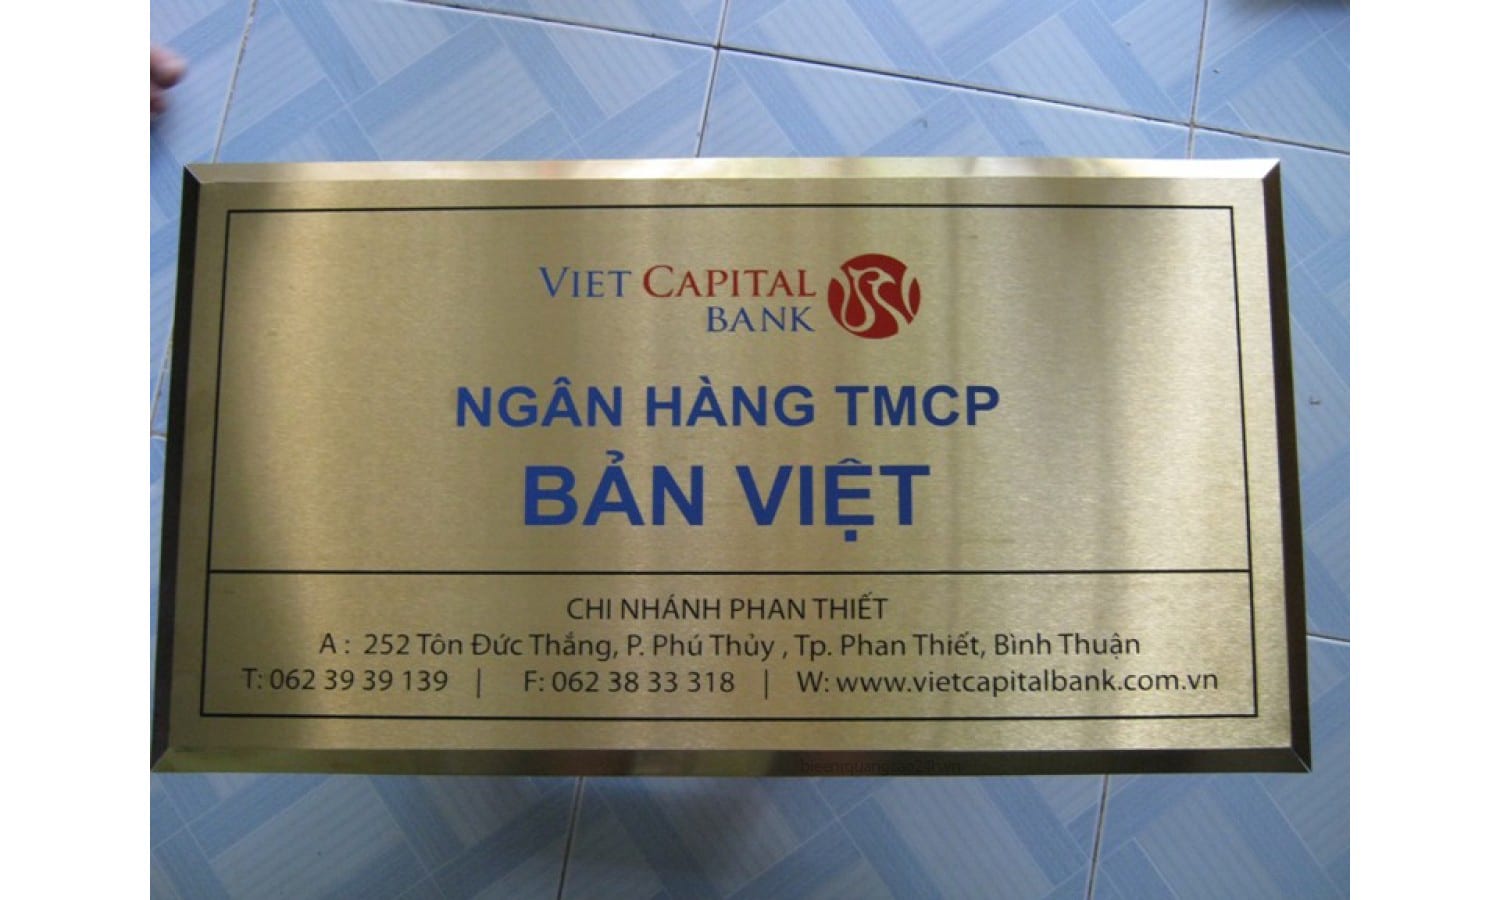 VIET CAPITAL
BANK
NGÂN HÀNG TMCP
BẢN VIỆT
CHI NHÁNH PHAN THIẾT
A : 252 Tôn Đức Thắng, P. Phú Thủy , Tp. Phan Thiết, Bình Thuận
T: 062 39 39 139 | F: 062 38 33 318 | W: www.vietcapitalbank.com.vn